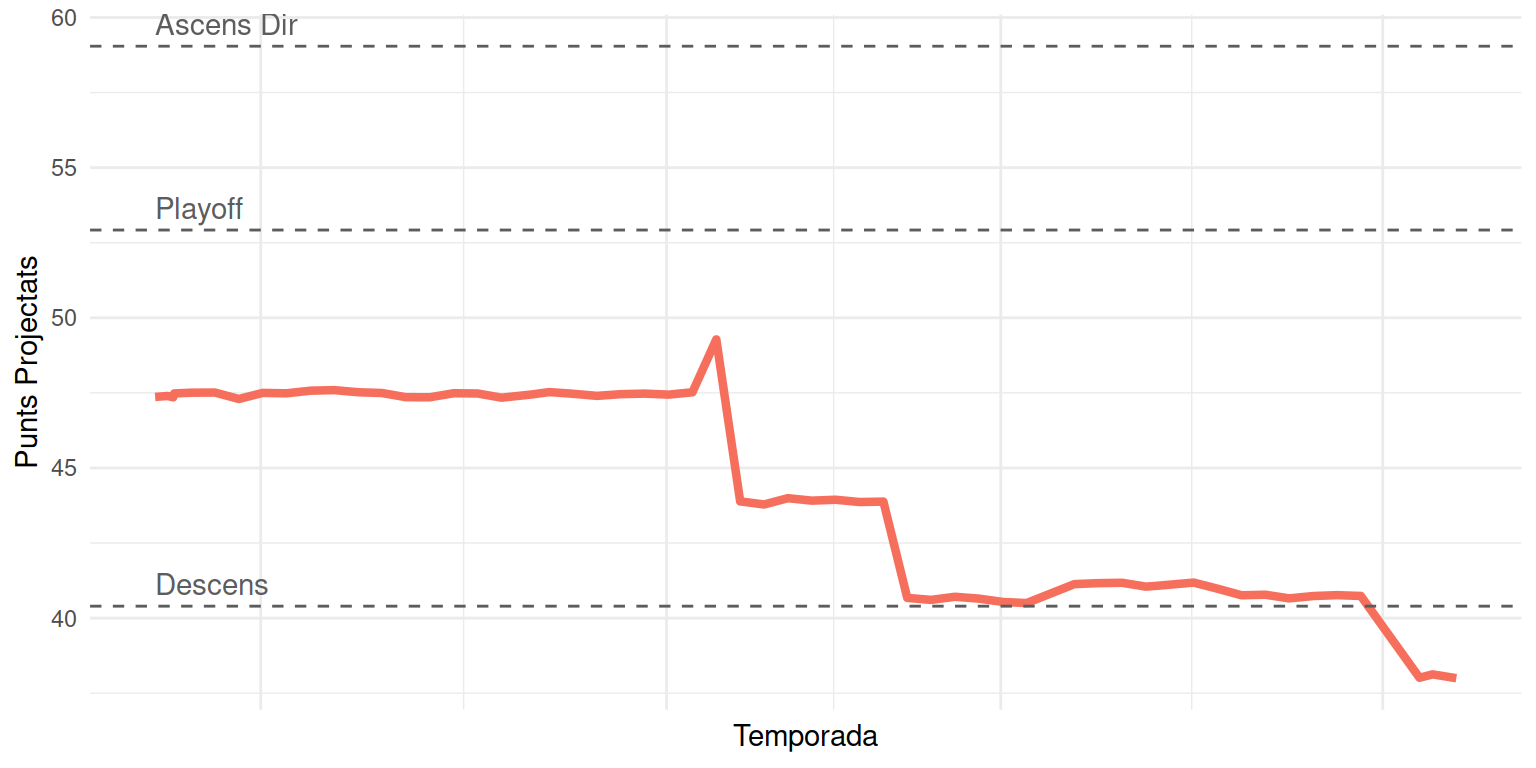 60
Ascens Dir
55
Playoff
50
45
Descens
40
Punts Projectats
Temporada